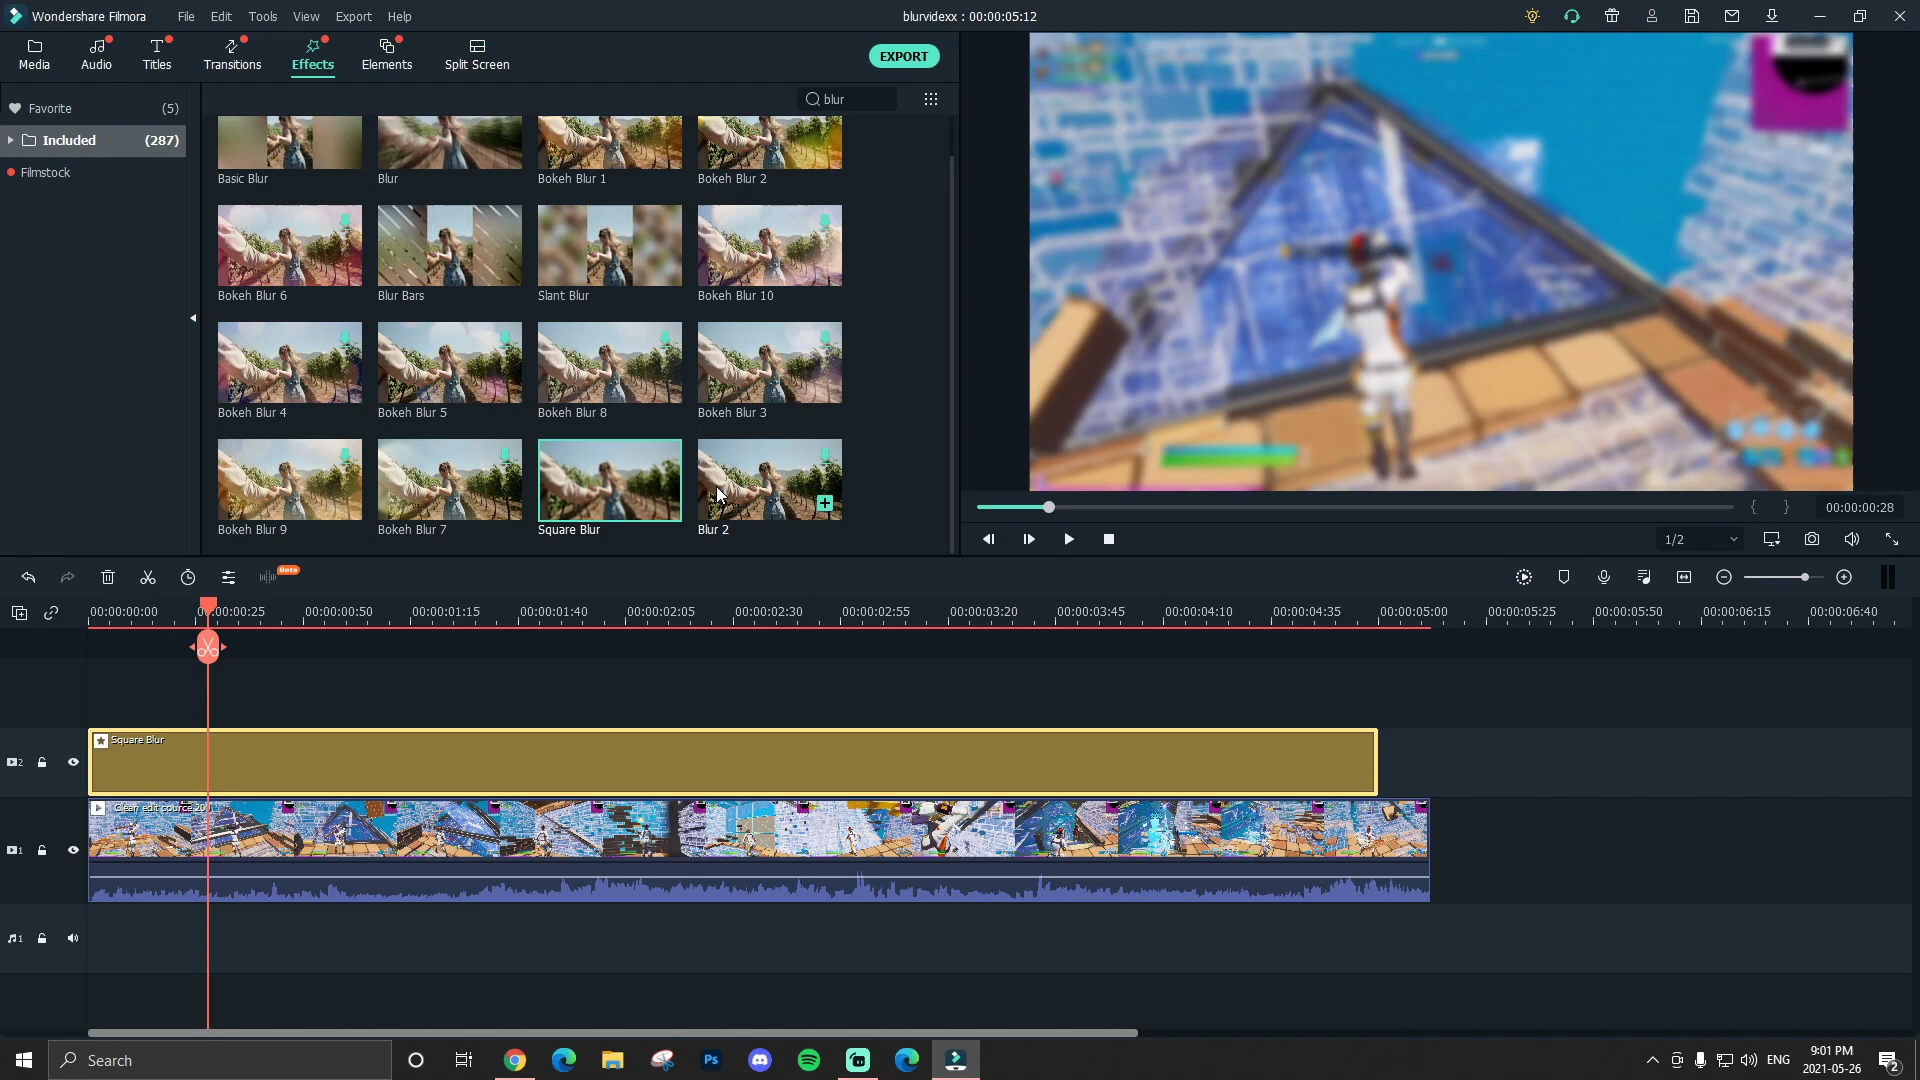 Wondershare Filmora
File Edit Tools View Export Help
blurvidexx : 00:00:05:12
Media Audio Titles Transitions Effects Elements Split Screen
EXPORT
Favorite (5)
blur
Included (287)
Filmstock
Basic Blur Blur Bokeh Blur 1 Bokeh Blur 2
Bokeh Blur 6 Blur Bars Slant Blur Bokeh Blur 10
Bokeh Blur 4 Bokeh Blur 5 Bokeh Blur 8 Bokeh Blur 3
Bokeh Blur 9 Bokeh Blur 7 Square Blur Blur 2
00:00:00:28
1/2
Beta
00:00:00:00 00:00:00:25 00:00:00:50 00:00:01:15 00:00:01:40 00:00:02:05 00:00:02:30 00:00:02:55 00:00:03:20 00:00:03:45 00:00:04:10 00:00:04:35 00:00:05:00 00:00:05:25 00:00:05:50 00:00:06:15 00:00:06:40
Square Blur
2
1
1
Search
Ps
ENG
9:01 PM
2021-05-26
2